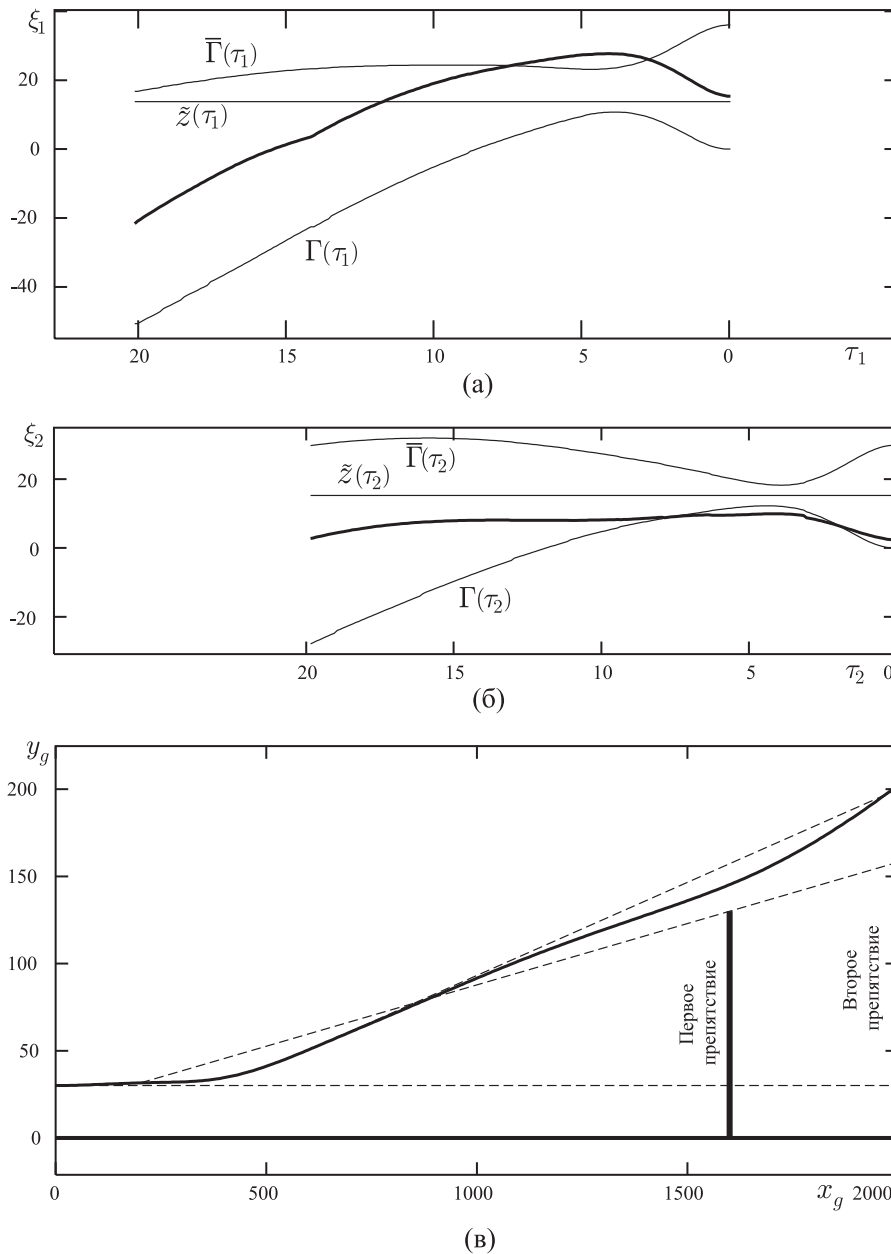 ξ₁
Γ̅(τ₁)
20
z̃(τ₁)
0
-20
Γ(τ₁)
-40
20 15 10 5 0 τ₁
(а)
ξ₂
Γ̅(τ₂)
20
z̃(τ₂)
0
Γ(τ₂)
-20
20 15 10 5 τ₂ 0
(б)
y_g
200
150
100
50
0
Первое
препятствие
Второе
препятствие
0 500 1000 1500 x_g 2000
(в)